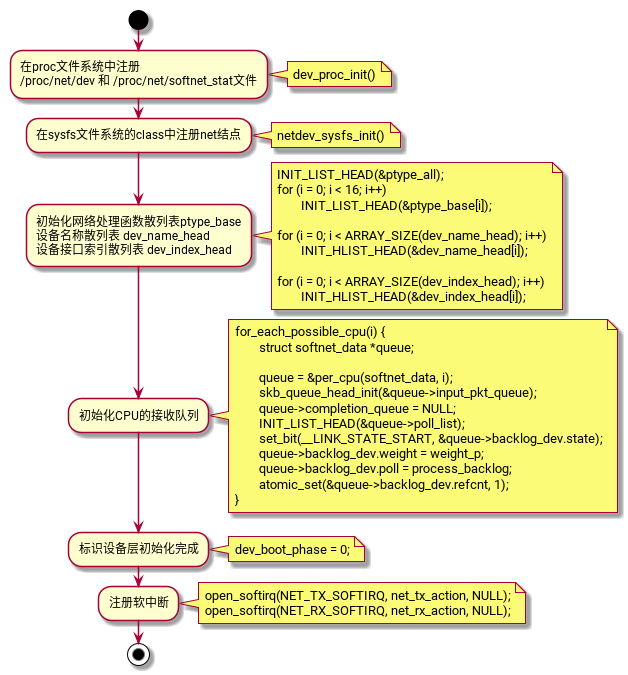 在proc文件系统中注册
/proc/net/dev 和 /proc/net/softnet_stat文件
dev_proc_init()
在sysfs文件系统的class中注册net结点
netdev_sysfs_init()
初始化网络处理函数散列表ptype_base
设备名称散列表 dev_name_head
设备接口索引散列表 dev_index_head
INIT_LIST_HEAD(&ptype_all);
for (i = 0; i < 16; i++)
INIT_LIST_HEAD(&ptype_base[i]);
for (i = 0; i < ARRAY_SIZE(dev_name_head); i++)
INIT_HLIST_HEAD(&dev_name_head[i]);
for (i = 0; i < ARRAY_SIZE(dev_index_head); i++)
INIT_HLIST_HEAD(&dev_index_head[i]);
初始化CPU的接收队列
for_each_possible_cpu(i) {
struct softnet_data *queue;
queue = &per_cpu(softnet_data, i);
skb_queue_head_init(&queue->input_pkt_queue);
queue->completion_queue = NULL;
INIT_LIST_HEAD(&queue->poll_list);
set_bit(__LINK_STATE_START, &queue->backlog_dev.state);
queue->backlog_dev.weight = weight_p;
queue->backlog_dev.poll = process_backlog;
atomic_set(&queue->backlog_dev.refcnt, 1);
}
标识设备层初始化完成
dev_boot_phase = 0;
注册软中断
open_softirq(NET_TX_SOFTIRQ, net_tx_action, NULL);
open_softirq(NET_RX_SOFTIRQ, net_rx_action, NULL);